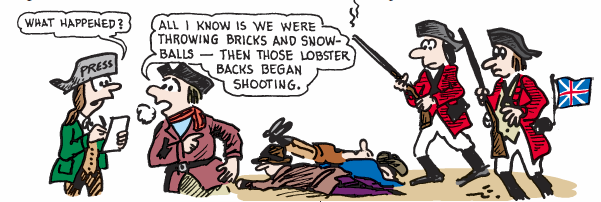 WHAT HAPPENED?
PRESS
ALL I KNOW IS WE WERE
THROWING BRICKS AND SNOW-
BALLS — THEN THOSE LOBSTER
BACKS BEGAN
SHOOTING.